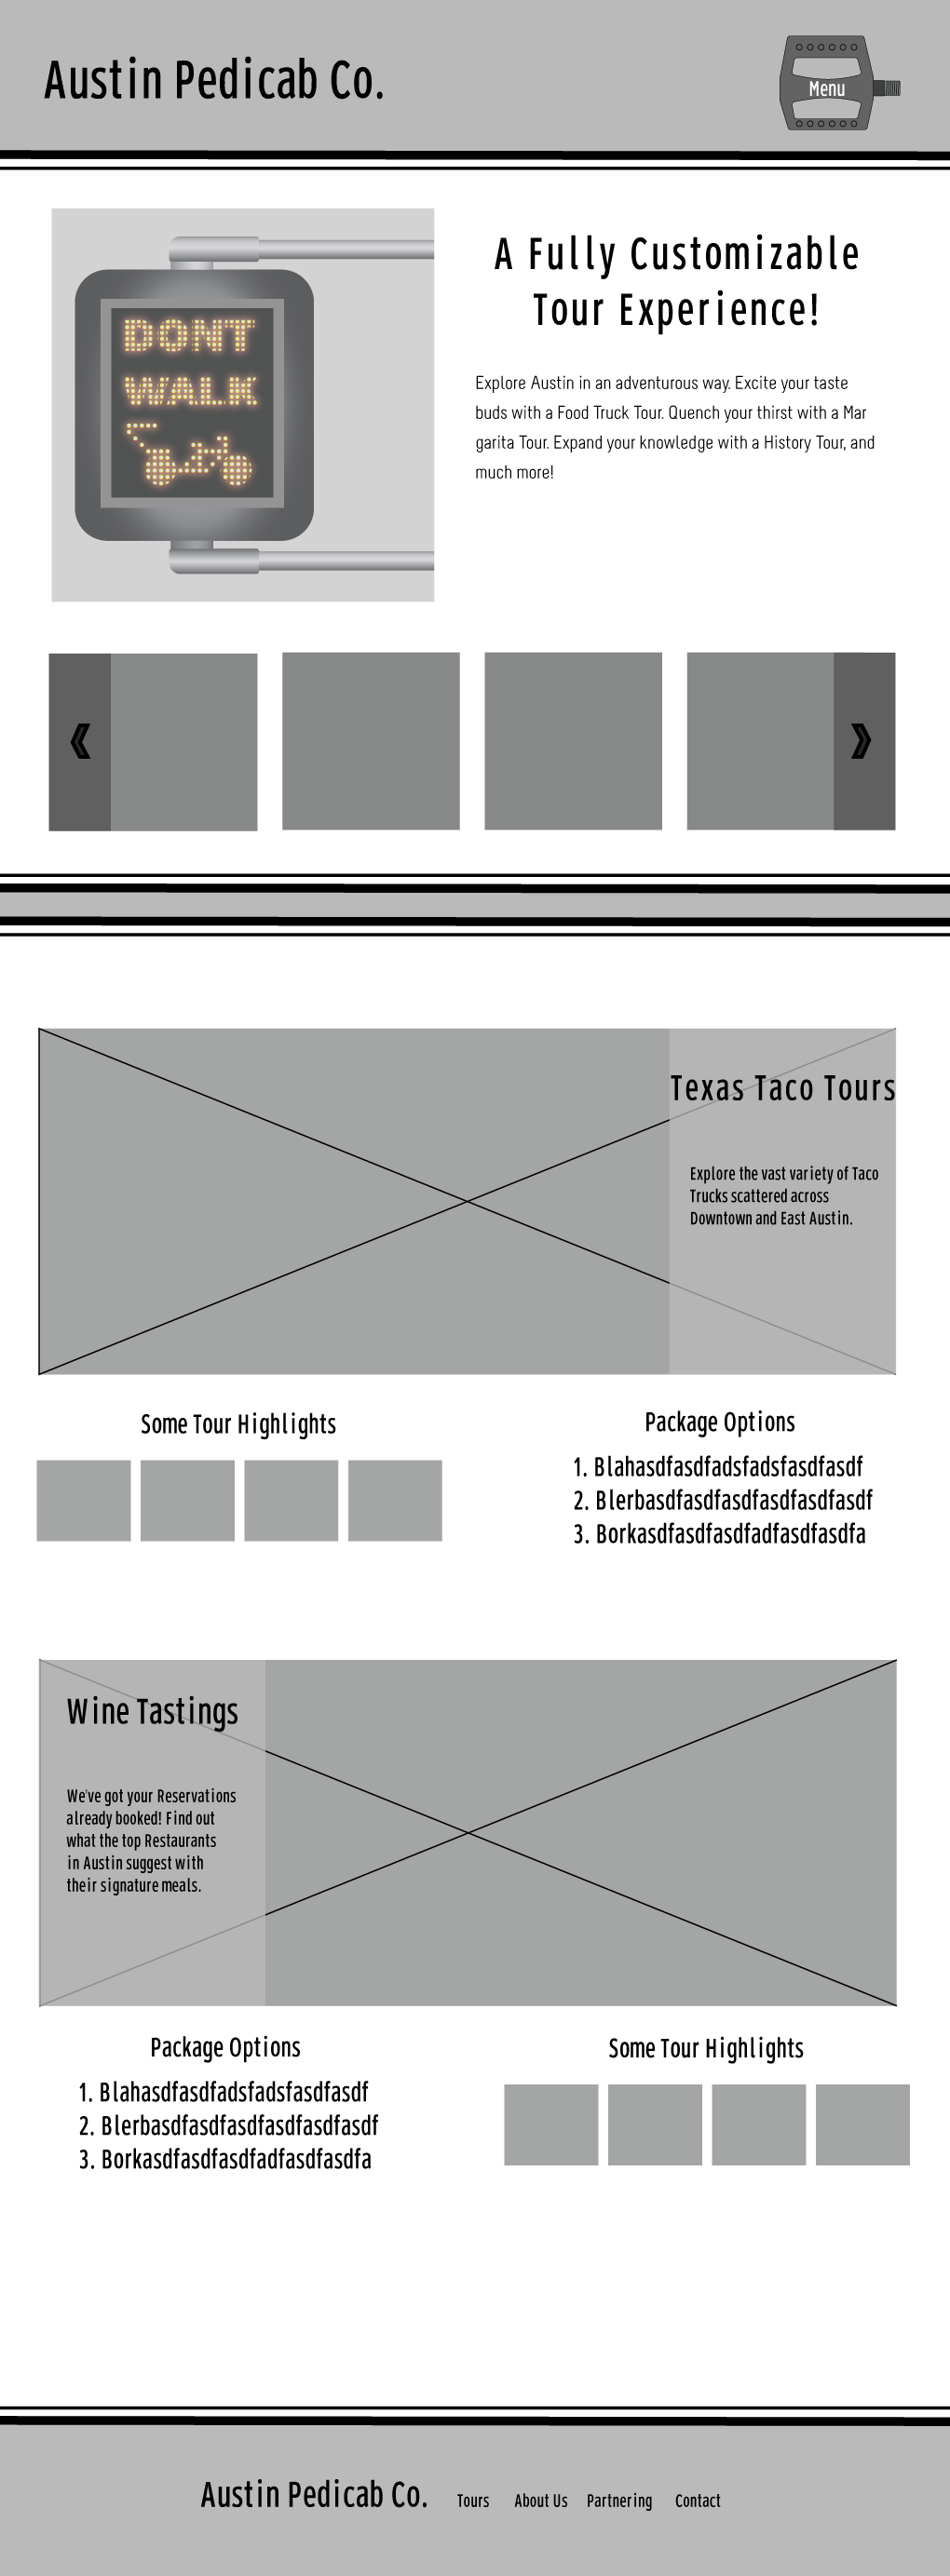 Austin Pedicab Co.
Menu
DONT
WALK
A Fully Customizable
Tour Experience!
Explore Austin in an adventurous way. Excite your taste
buds with a Food Truck Tour. Quench your thirst with a Mar
garita Tour. Expand your knowledge with a History Tour, and
much more!
Texas Taco Tours
Explore the vast variety of Taco
Trucks scattered across
Downtown and East Austin.
Some Tour Highlights
Package Options
1. Blahasdfasdfadsfadsfasdfasdf
2. Blerbasdfasdfasdfasdfasdfasdf
3. Borkasdfasdfasdfadfasdfasdfa
Wine Tastings
We've got your Reservations
already booked! Find out
what the top Restaurants
in Austin suggest with
their signature meals.
Package Options
1. Blahasdfasdfadsfadsfasdfasdf
2. Blerbasdfasdfasdfasdfasdfasdf
3. Borkasdfasdfasdfadfasdfasdfa
Some Tour Highlights
Austin Pedicab Co. Tours About Us Partnering Contact